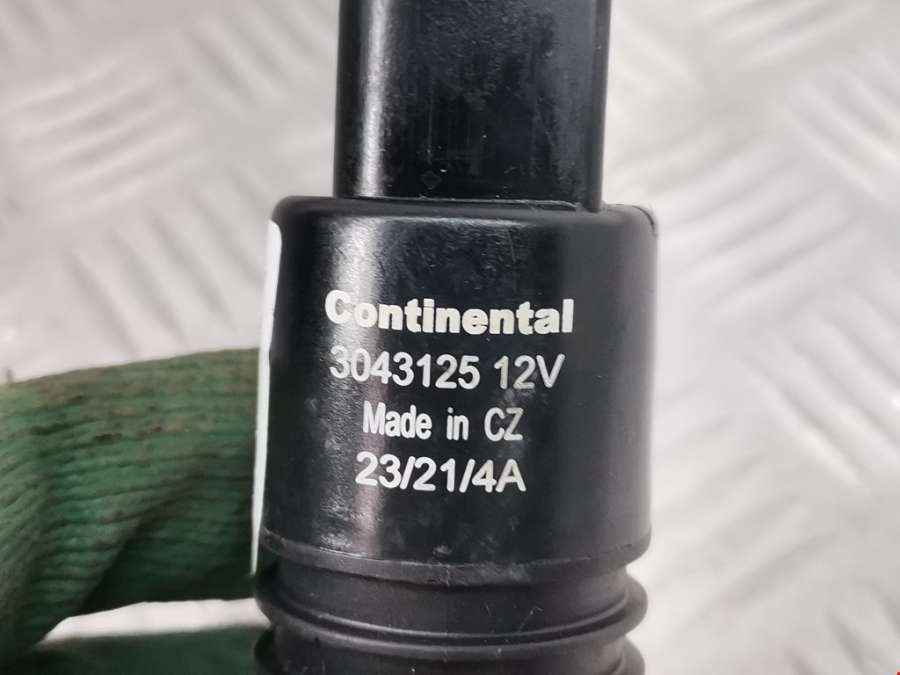 Continental
3043125 12V
Made in CZ
23/21/4A